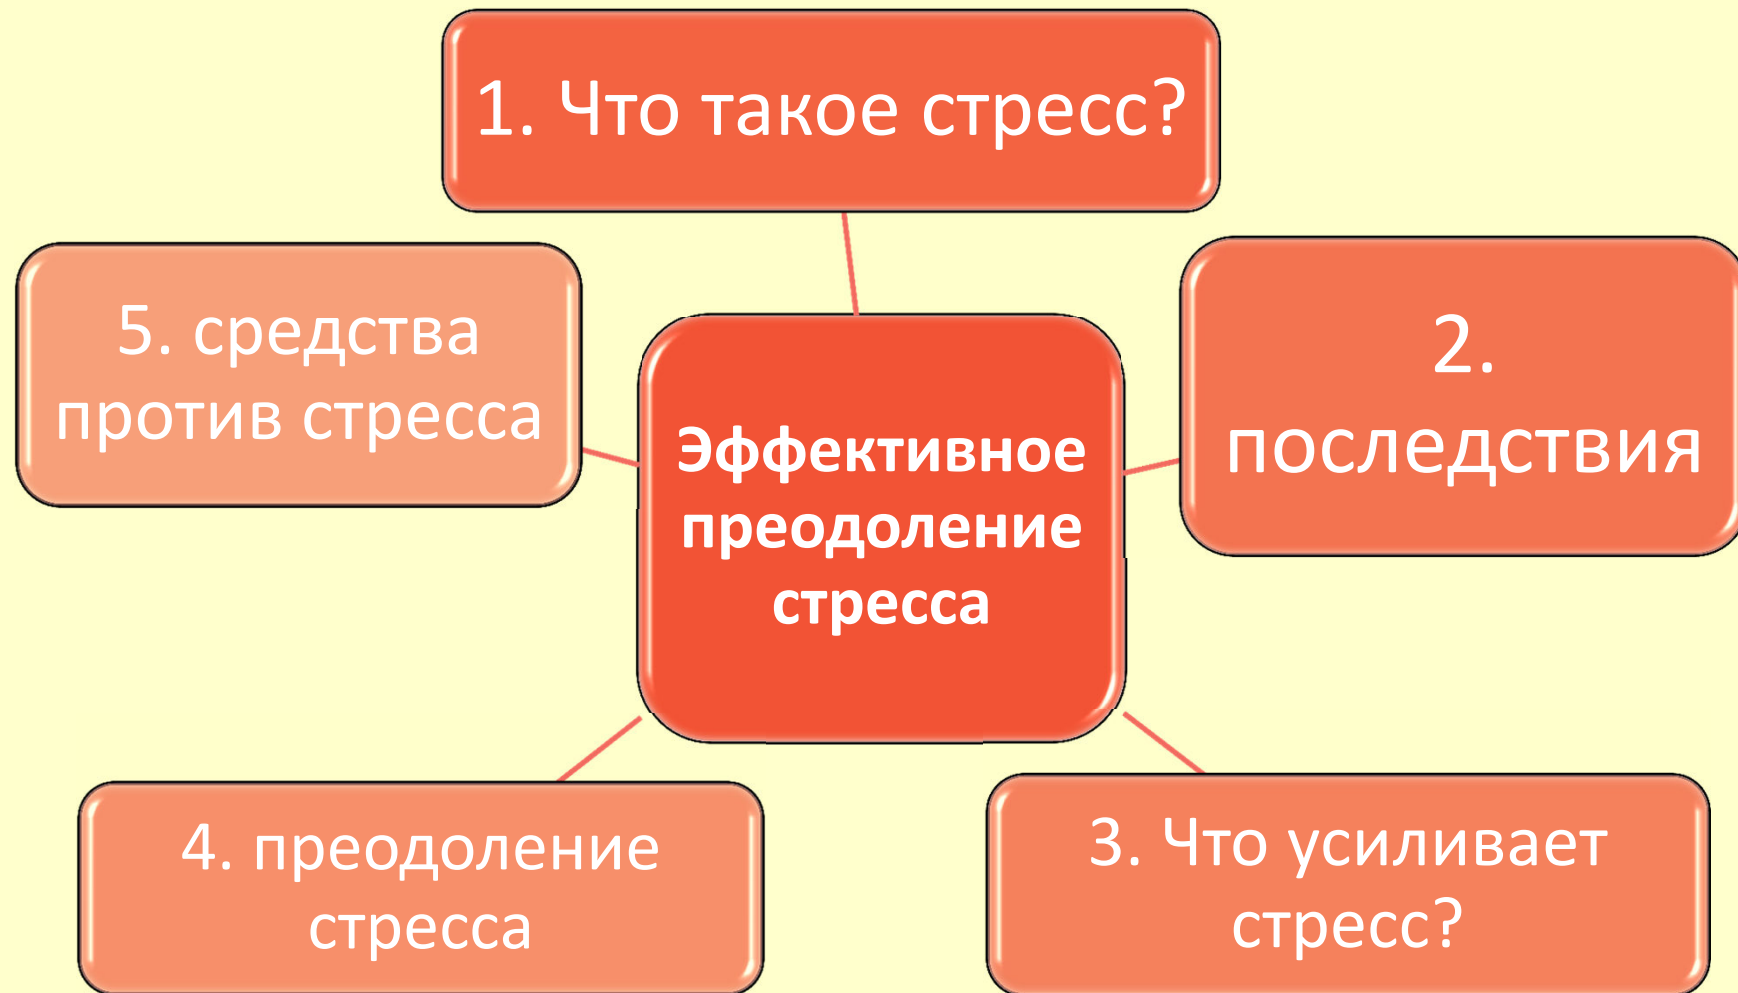 1. Что такое стресс?
2.
последствия
3. Что усиливает
стресс?
4. преодоление
стресса
5. средства
против стресса
Эффективное
преодоление
стресса